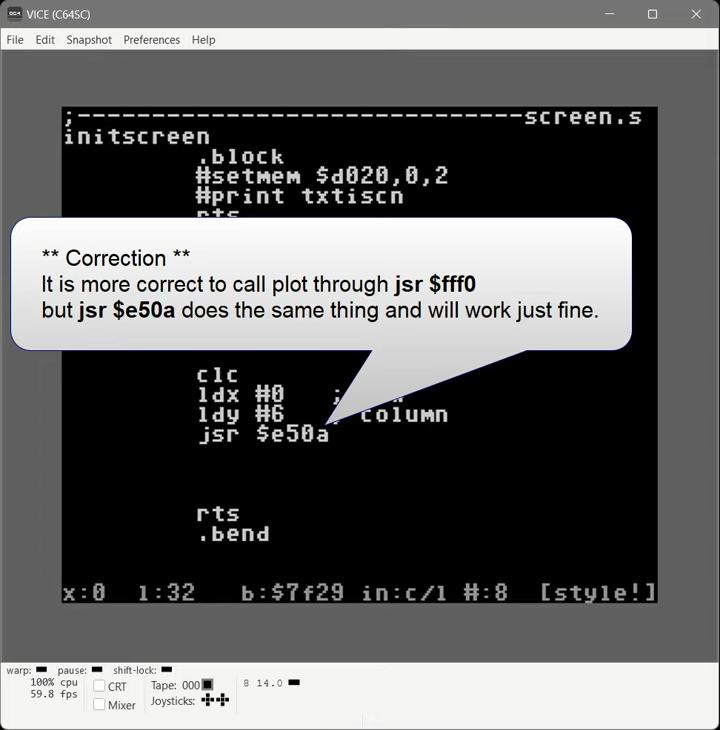 VICE (C64SC)
File Edit Snapshot Preferences Help
;------------------------------screen.s
initscreen
.block
#setmem $d020,0,2
#print txtiscn
rts
** Correction **
It is more correct to call plot through jsr $fff0
but jsr $e50a does the same thing and will work just fine.
clc
ldx #0 ;
ldy #6 ; column
jsr $e50a
rts
.bend
x:0 l:32 b:$7f29 in:c/l #:8 [style!]
warp: pause: shift-lock:
100% cpu
59.8 fps
CRT
Mixer
Tape: 000
Joysticks:
8 14.0